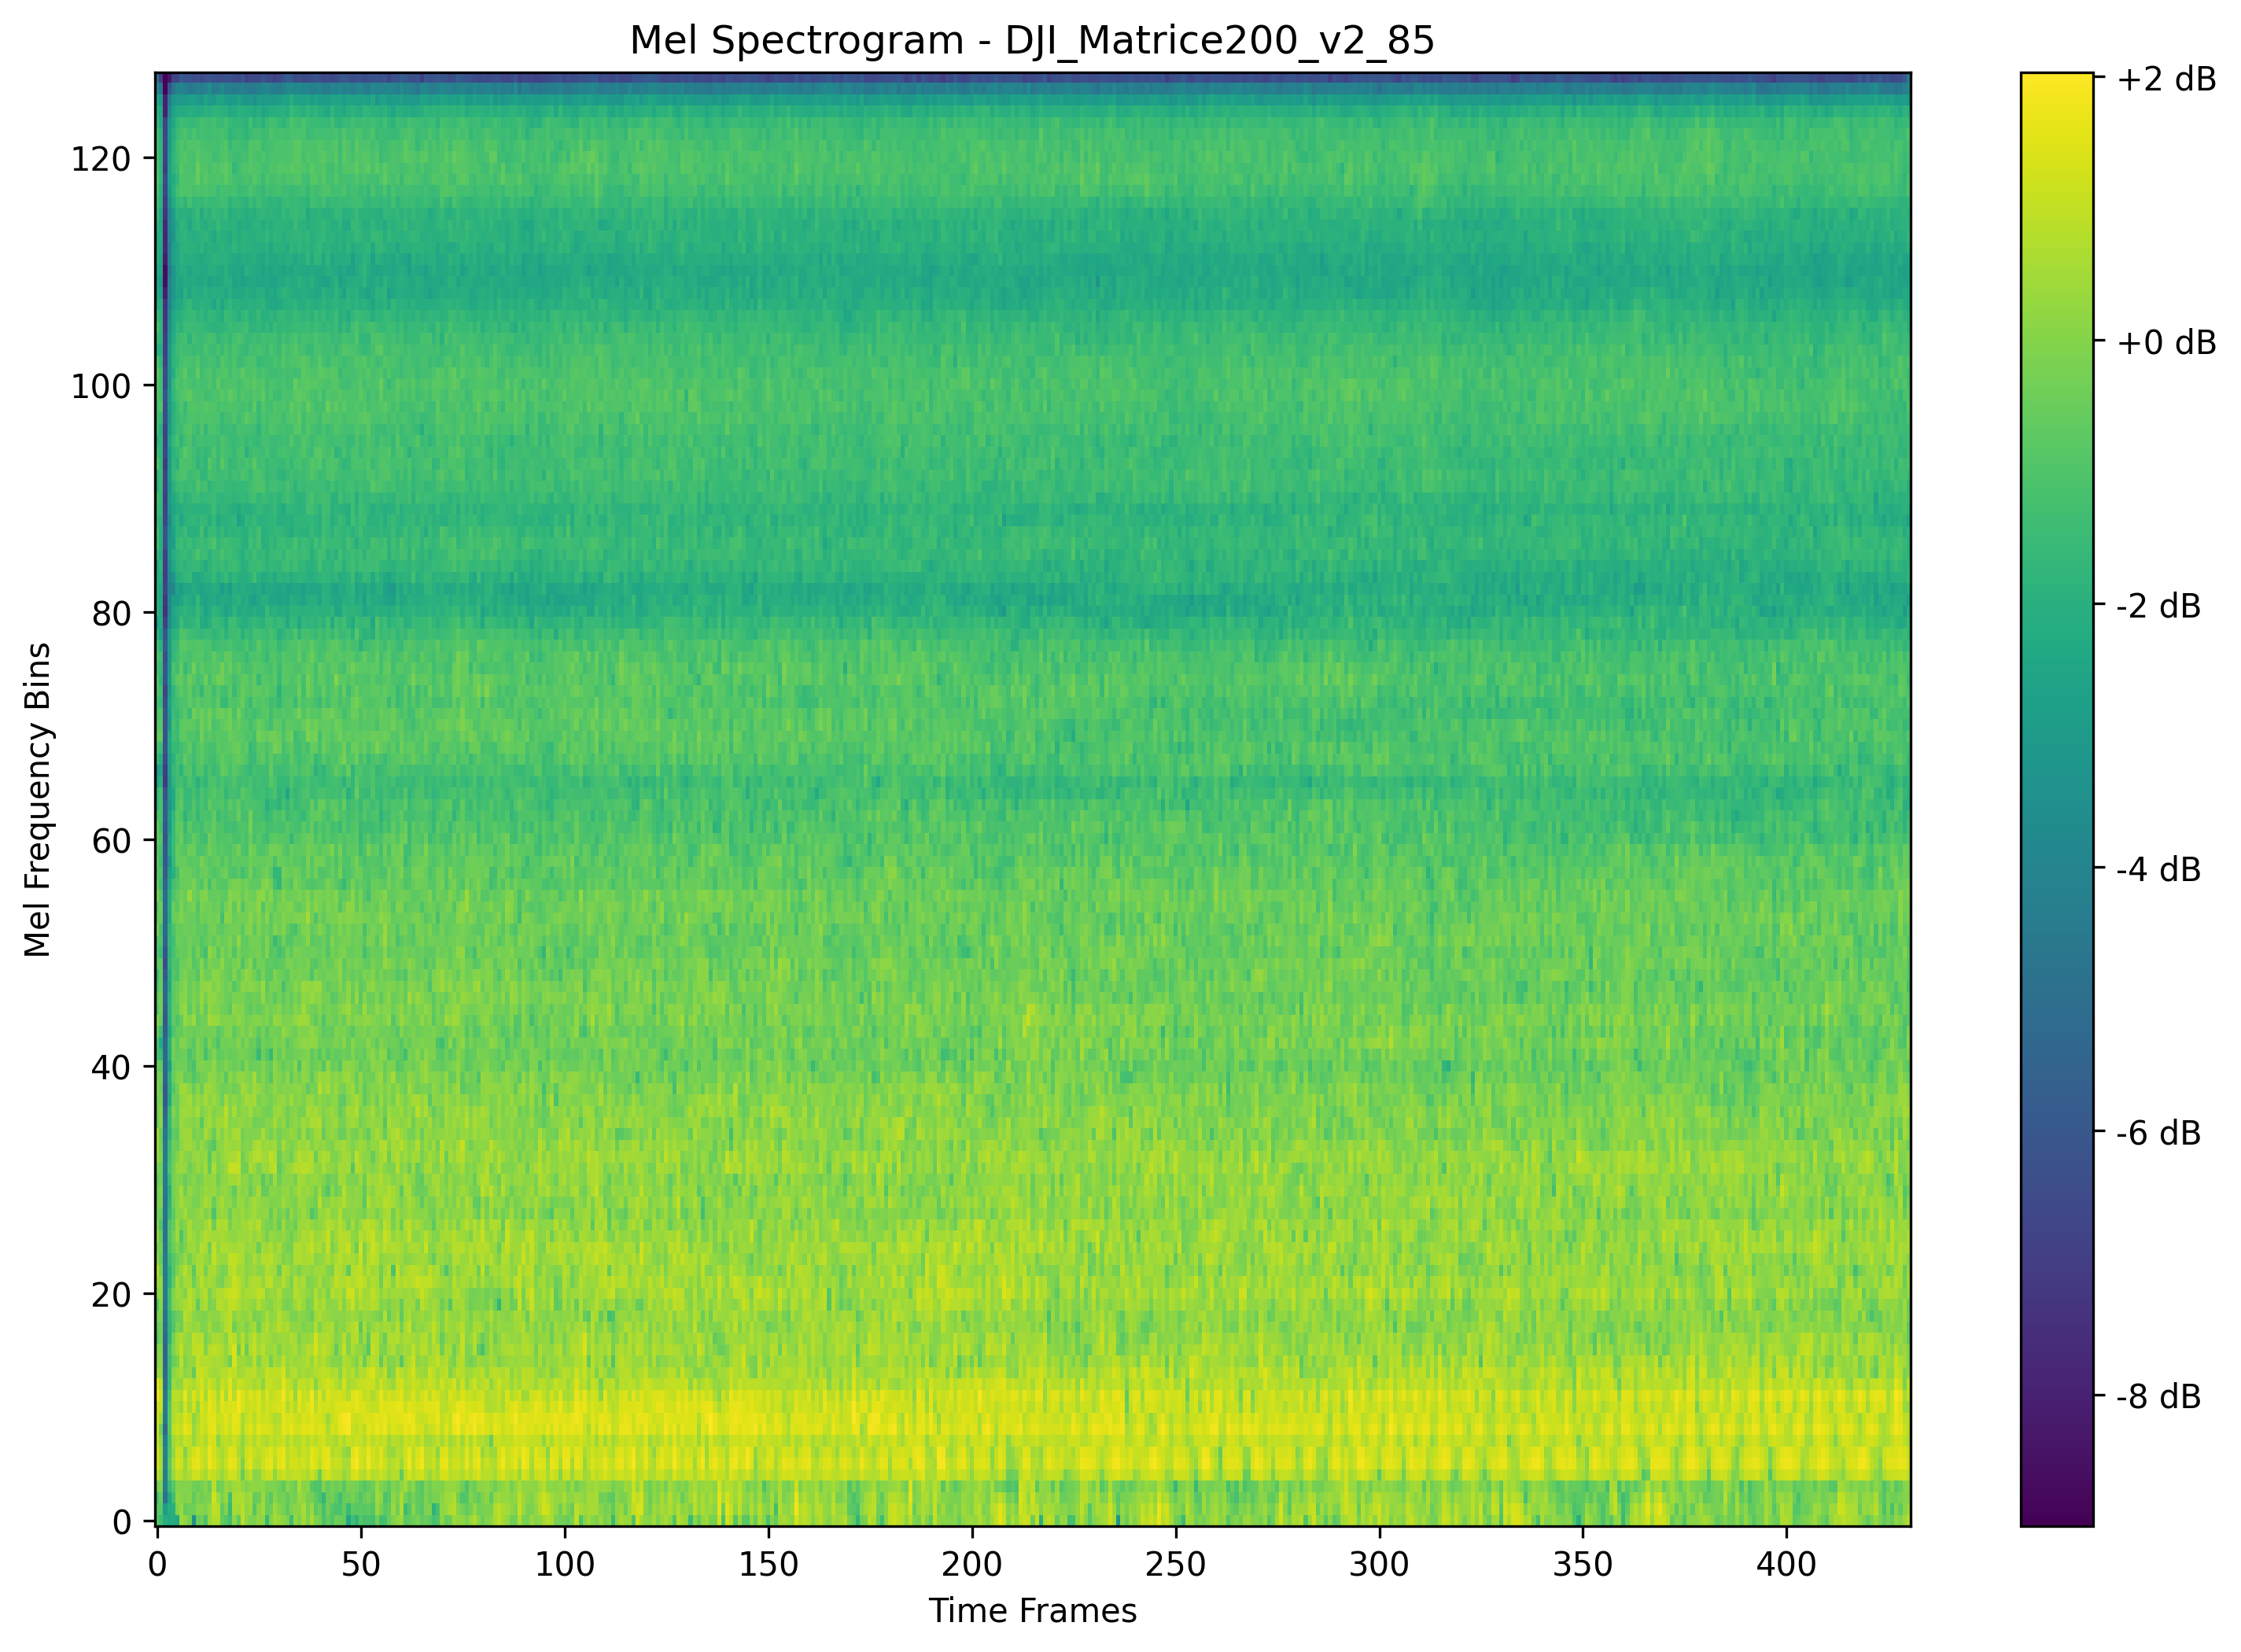 Mel Spectrogram - DJI_Matrice200_v2_85
Mel Frequency Bins
120
100
80
60
40
20
0
0 50 100 150 200 250 300 350 400
Time Frames
+2 dB
+0 dB
-2 dB
-4 dB
-6 dB
-8 dB